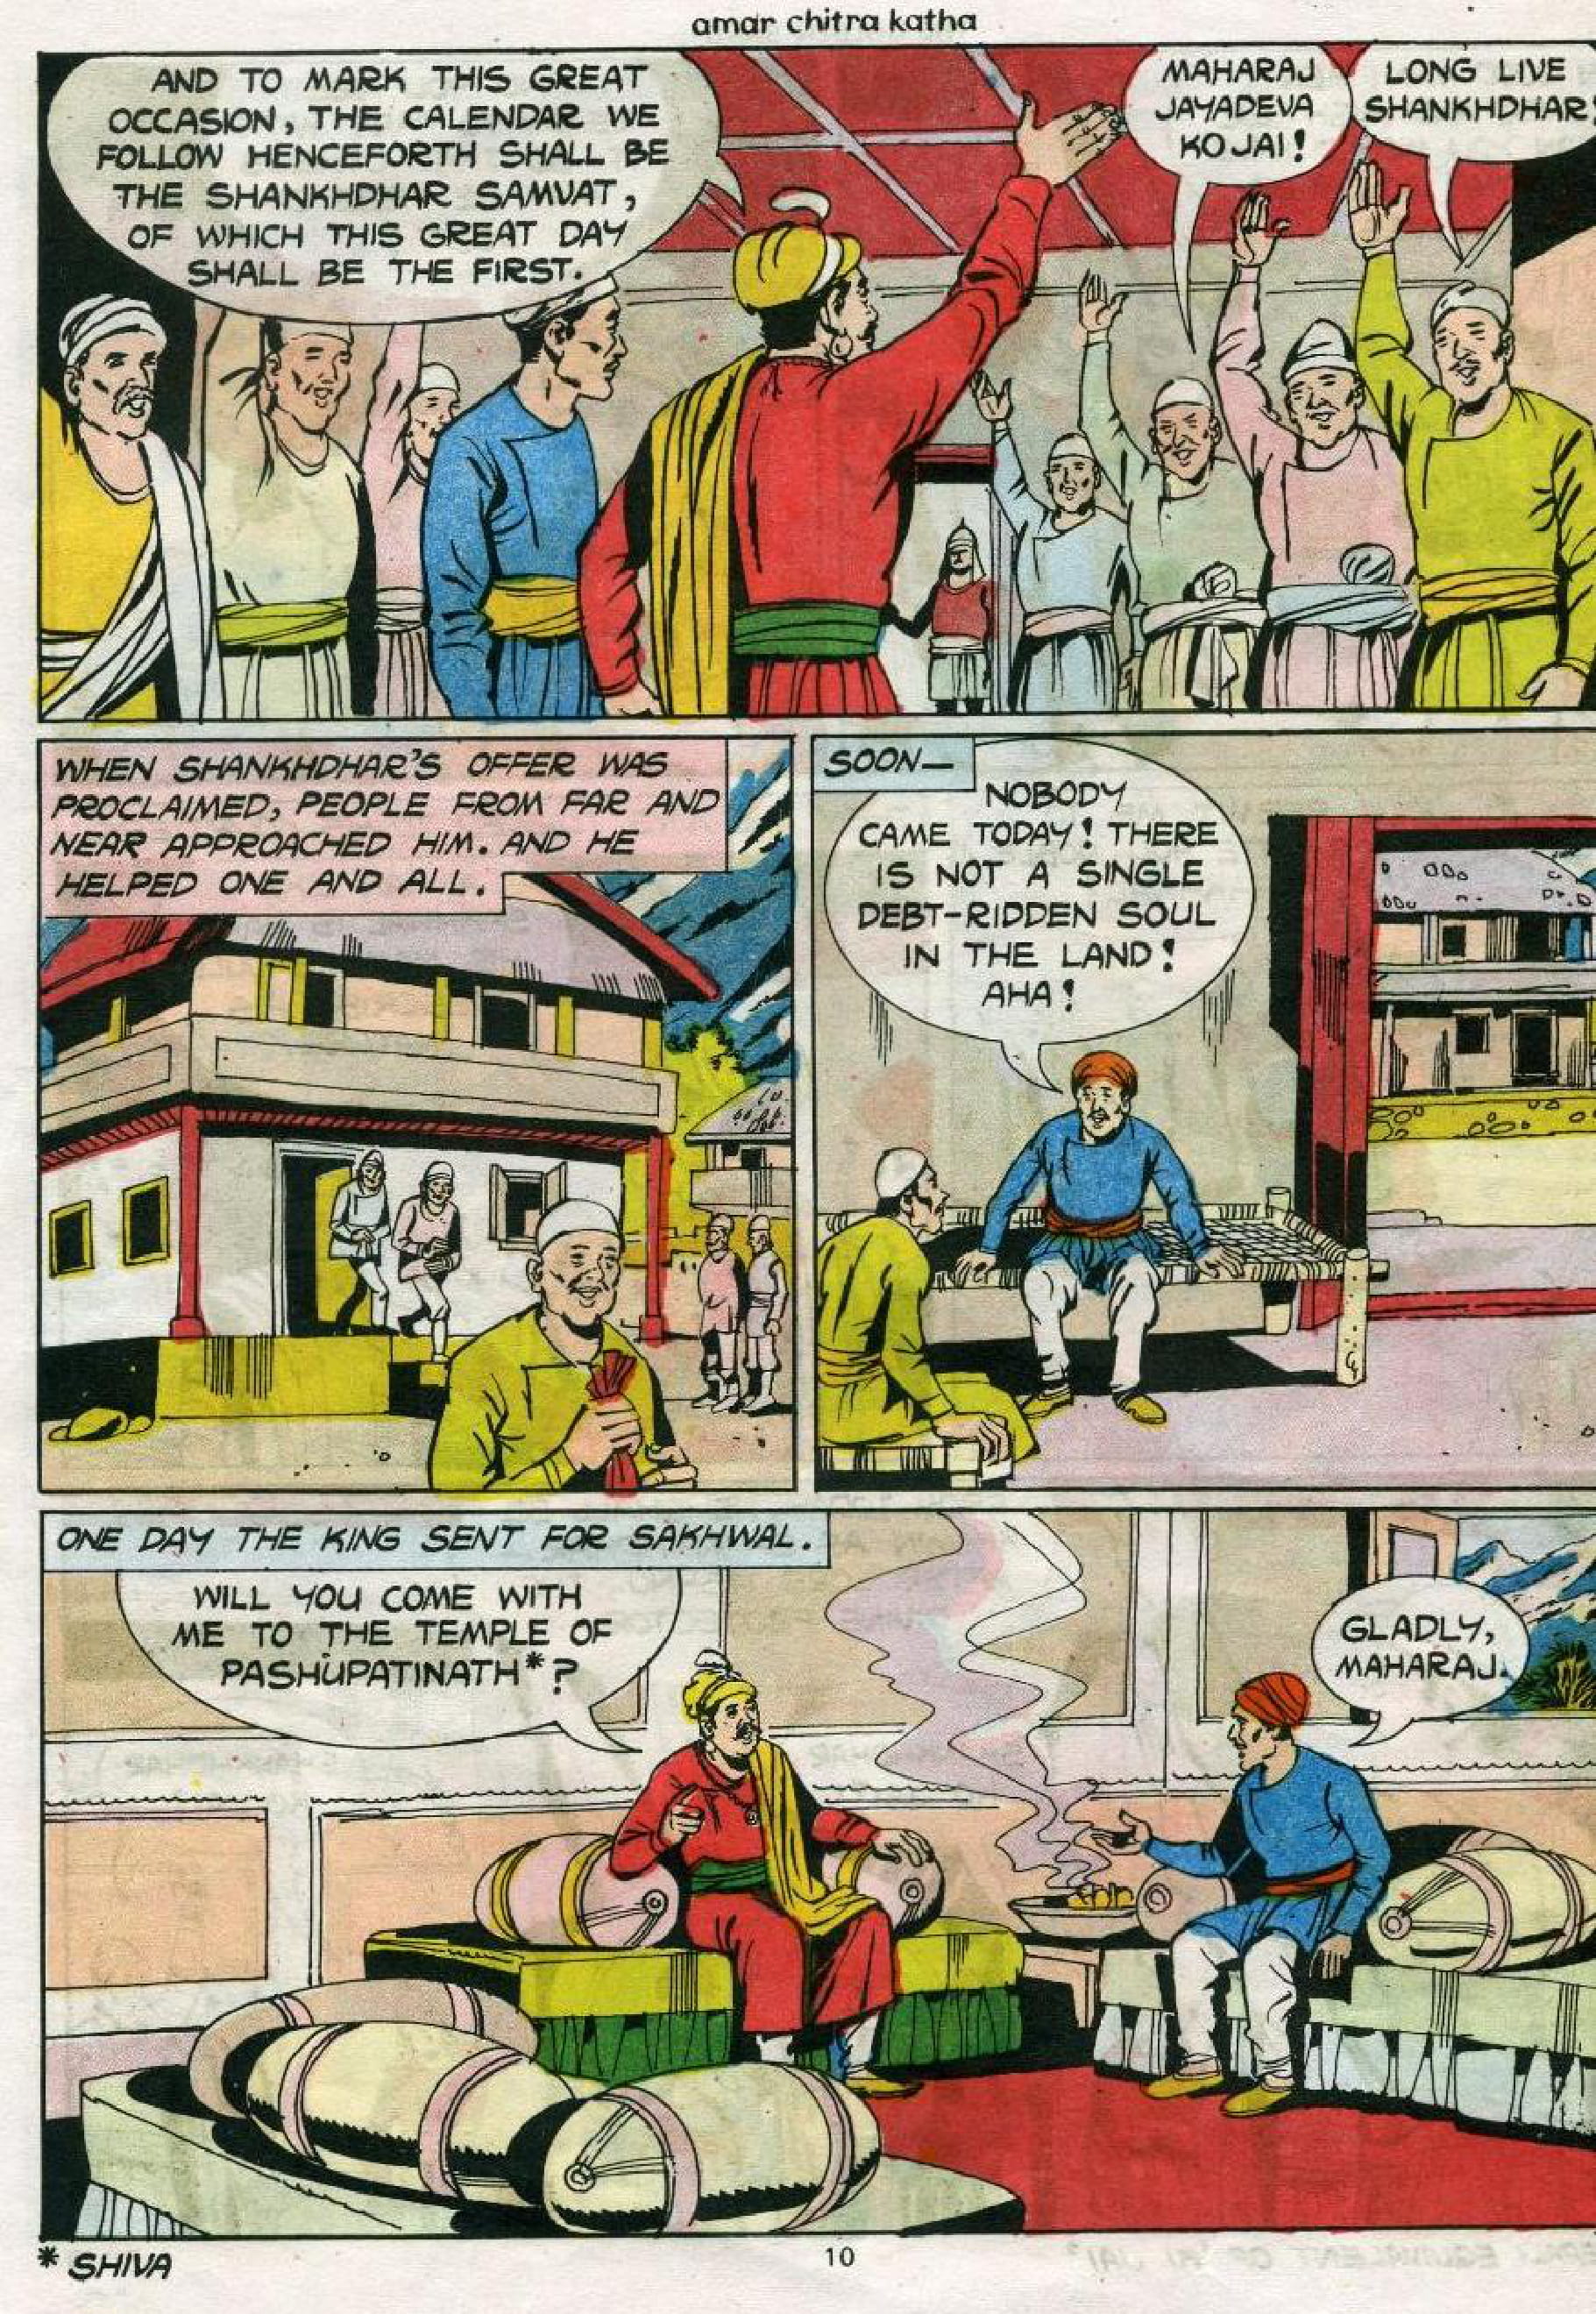 amar chitra katha
AND TO MARK THIS GREAT
OCCASION, THE CALENDAR WE
FOLLOW HENCEFORTH SHALL BE
THE SHANKHDHAR SAMVAT,
OF WHICH THIS GREAT DAY
SHALL BE THE FIRST.
MAHARAJ
JAYADEVA
KO JAI!
LONG LIVE
SHANKHDHAR!
WHEN SHANKHDHAR'S OFFER WAS
PROCLAIMED, PEOPLE FROM FAR AND
NEAR APPROACHED HIM. AND HE
HELPED ONE AND ALL.
SOON—
NOBODY
CAME TODAY! THERE
IS NOT A SINGLE
DEBT-RIDDEN SOUL
IN THE LAND!
AHA!
ONE DAY THE KING SENT FOR SAKHWAL.
WILL YOU COME WITH
ME TO THE TEMPLE OF
PASHUPATINATH*?
GLADLY,
MAHARAJ.
* SHIVA
10